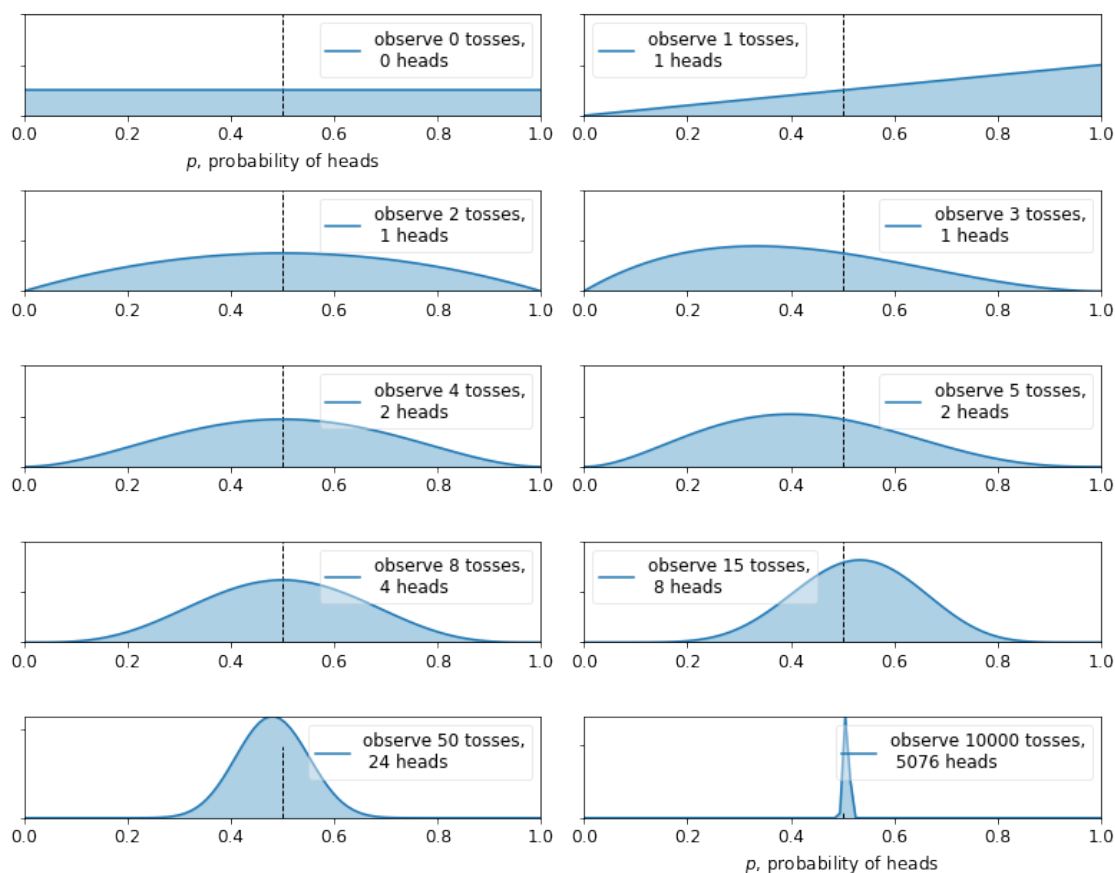 observe 0 tosses,
0 heads
0.0 0.2 0.4 0.6 0.8 1.0
p, probability of heads
observe 1 tosses,
1 heads
0.0 0.2 0.4 0.6 0.8 1.0
observe 2 tosses,
1 heads
0.0 0.2 0.4 0.6 0.8 1.0
observe 3 tosses,
1 heads
0.0 0.2 0.4 0.6 0.8 1.0
observe 4 tosses,
2 heads
0.0 0.2 0.4 0.6 0.8 1.0
observe 5 tosses,
2 heads
0.0 0.2 0.4 0.6 0.8 1.0
observe 8 tosses,
4 heads
0.0 0.2 0.4 0.6 0.8 1.0
observe 15 tosses,
8 heads
0.0 0.2 0.4 0.6 0.8 1.0
observe 50 tosses,
24 heads
0.0 0.2 0.4 0.6 0.8 1.0
observe 10000 tosses,
5076 heads
0.0 0.2 0.4 0.6 0.8 1.0
p, probability of heads